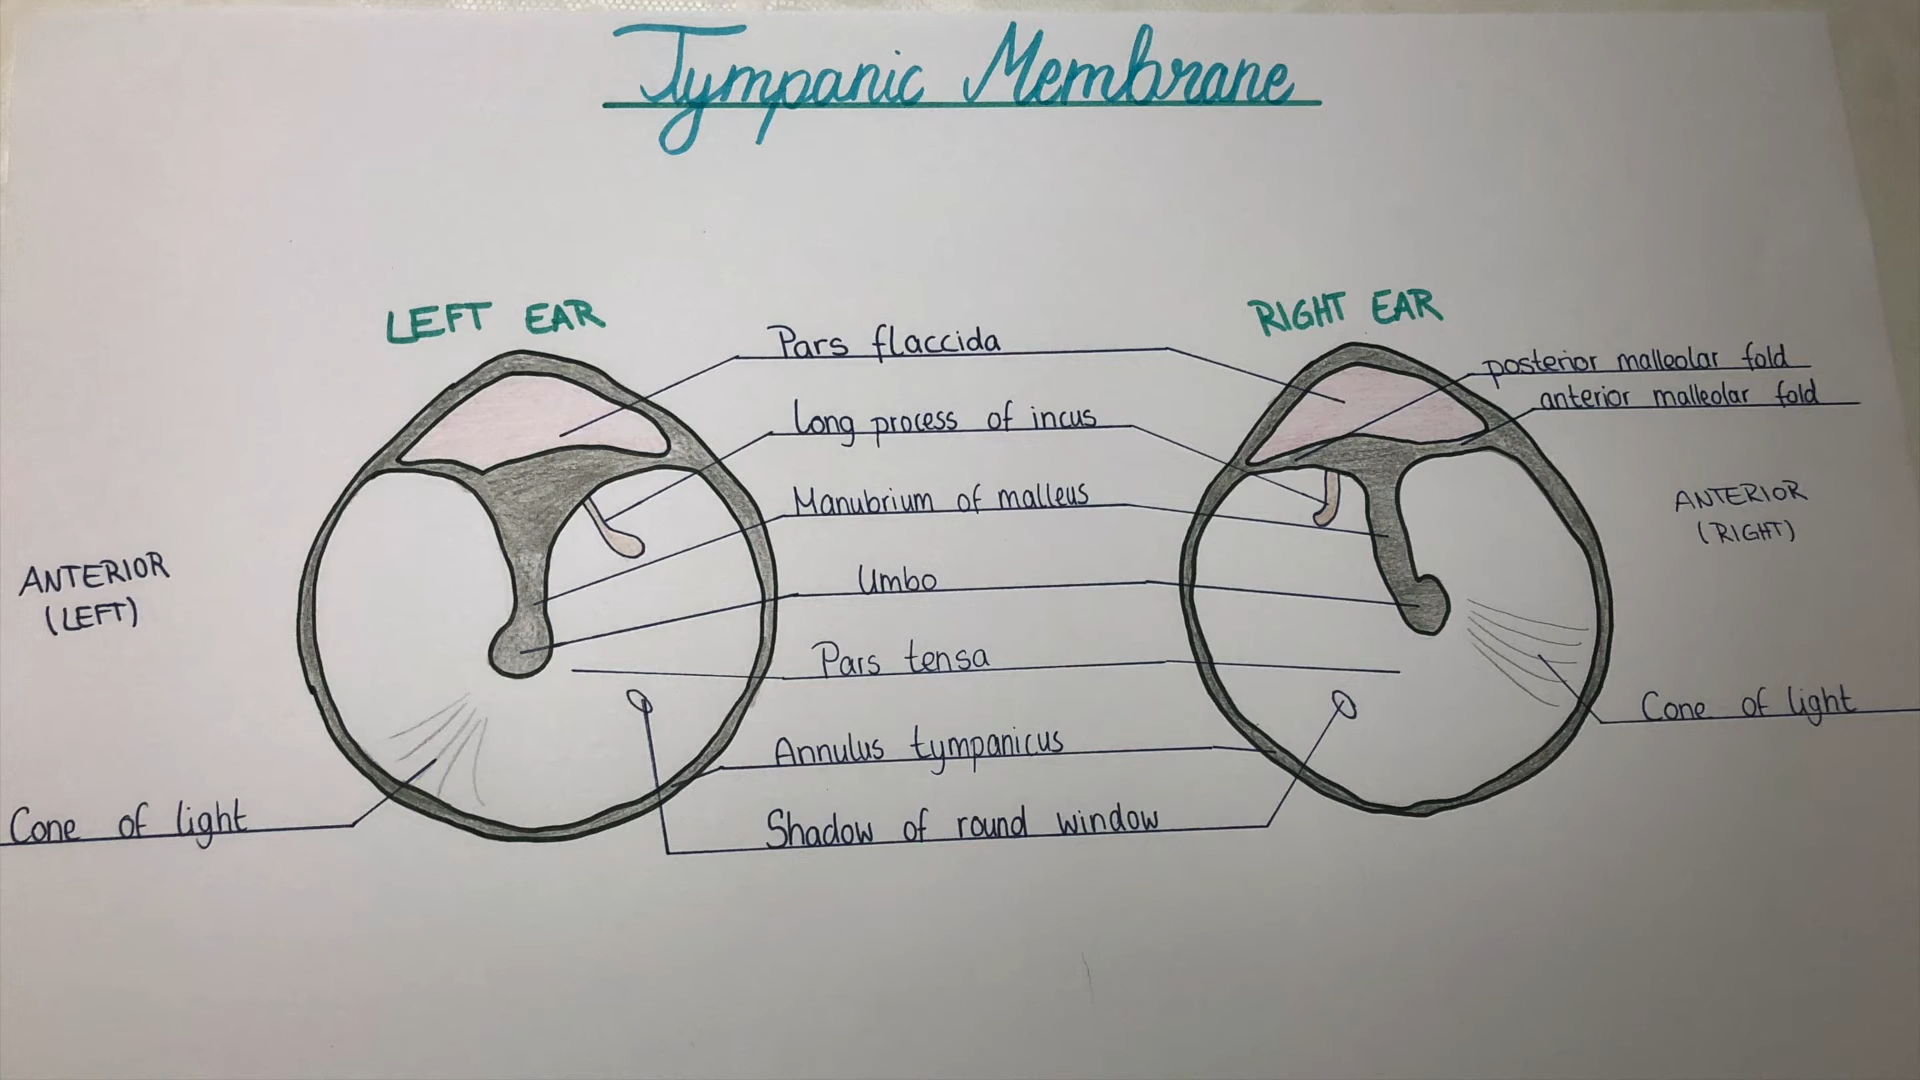 Tympanic Membrane
LEFT EAR
RIGHT EAR
Pars flaccida
posterior malleolar fold
anterior malleolar fold
Long process of incus
Manubrium of malleus
ANTERIOR
(RIGHT)
ANTERIOR
(LEFT)
Umbo
Pars tensa
Cone of light
Annulus tympanicus
Cone of light
Shadow of round window